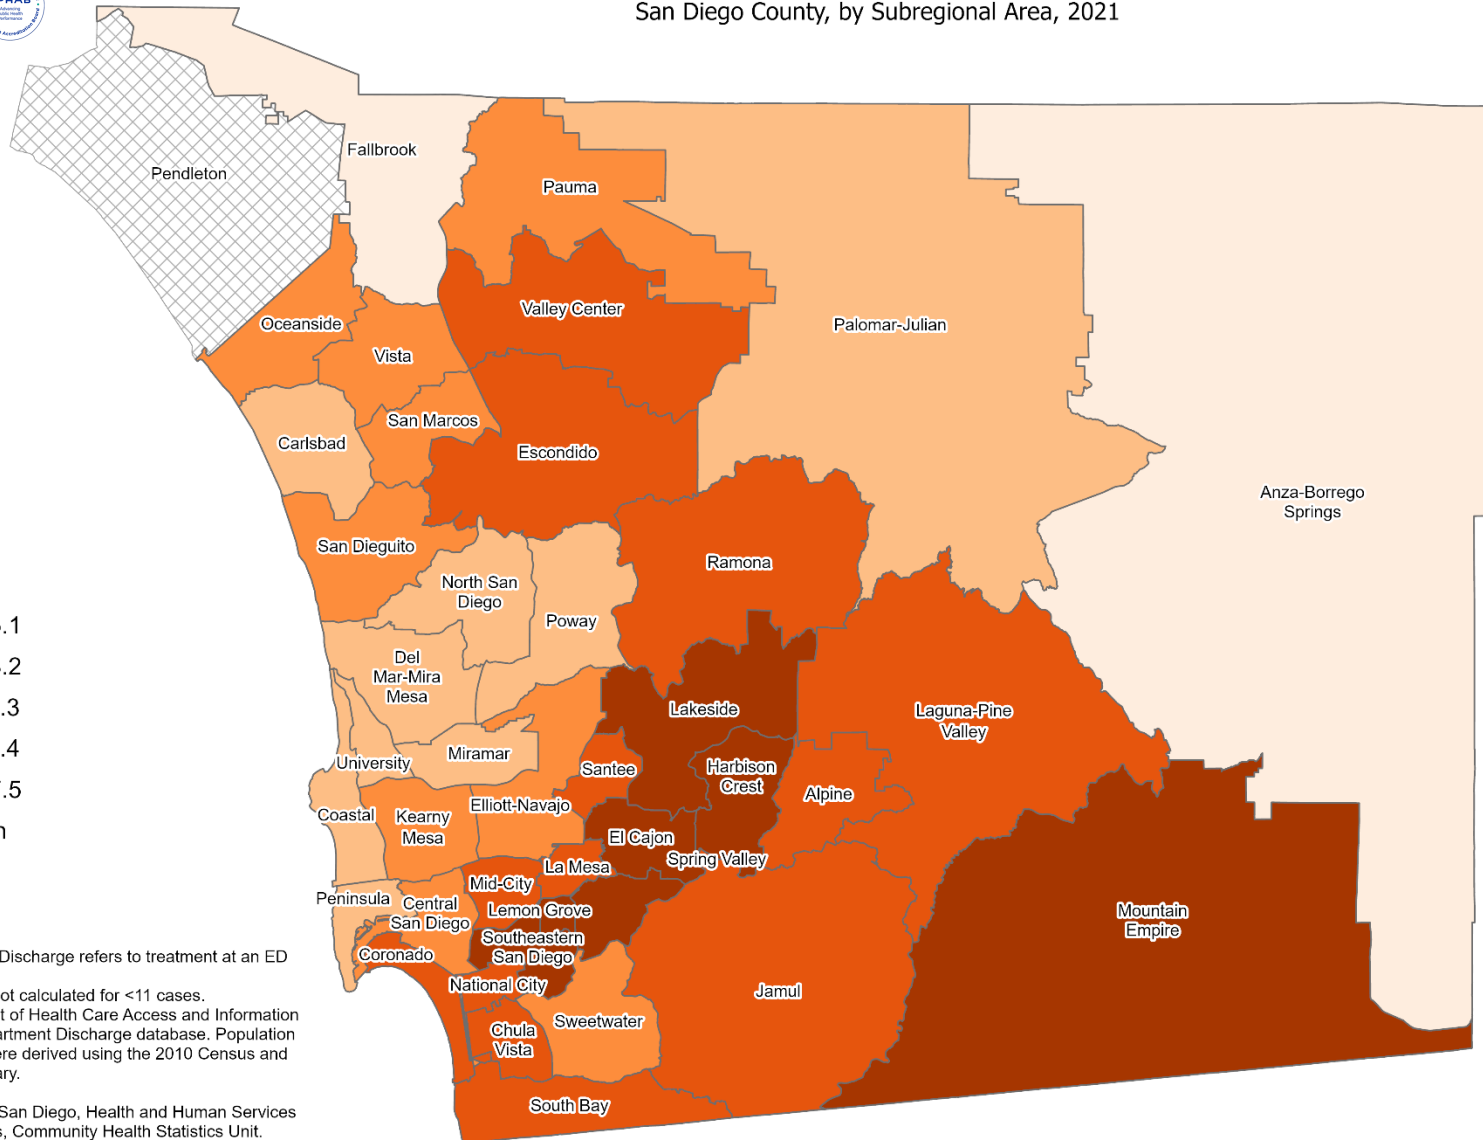 San Diego County, by Subregional Area, 2021
Advancing
Fallbrook
Pendleton
Pauma
Valley Center
Oceanside
Palomar-Julian
Vista
San Marcos
Carlsbad
Escondido
Anza-Borrego
Springs
San Dieguito
Ramona
North San
Diego
Poway
.1
.2
.3
.4
.5
Del
Mar-Mira
Mesa
Lakeside
Laguna-Pine
Valley
Miramar
University
Santee
Harbison
Crest
Alpine
Elliott-Navajo
Coastal
Kearny
Mesa
El Cajon
Spring Valley
La Mesa
Mid-City
Peninsula
Central
San Diego
Lemon Grove
Mountain
Empire
Southeastern
San Diego
Coronado
National City
Jamul
Sweetwater
Chula
Vista
South Bay
Discharge refers to treatment at an ED
ot calculated for <11 cases.
t of Health Care Access and Information
artment Discharge database. Population
ere derived using the 2010 Census and
ary.
San Diego, Health and Human Services
s, Community Health Statistics Unit.